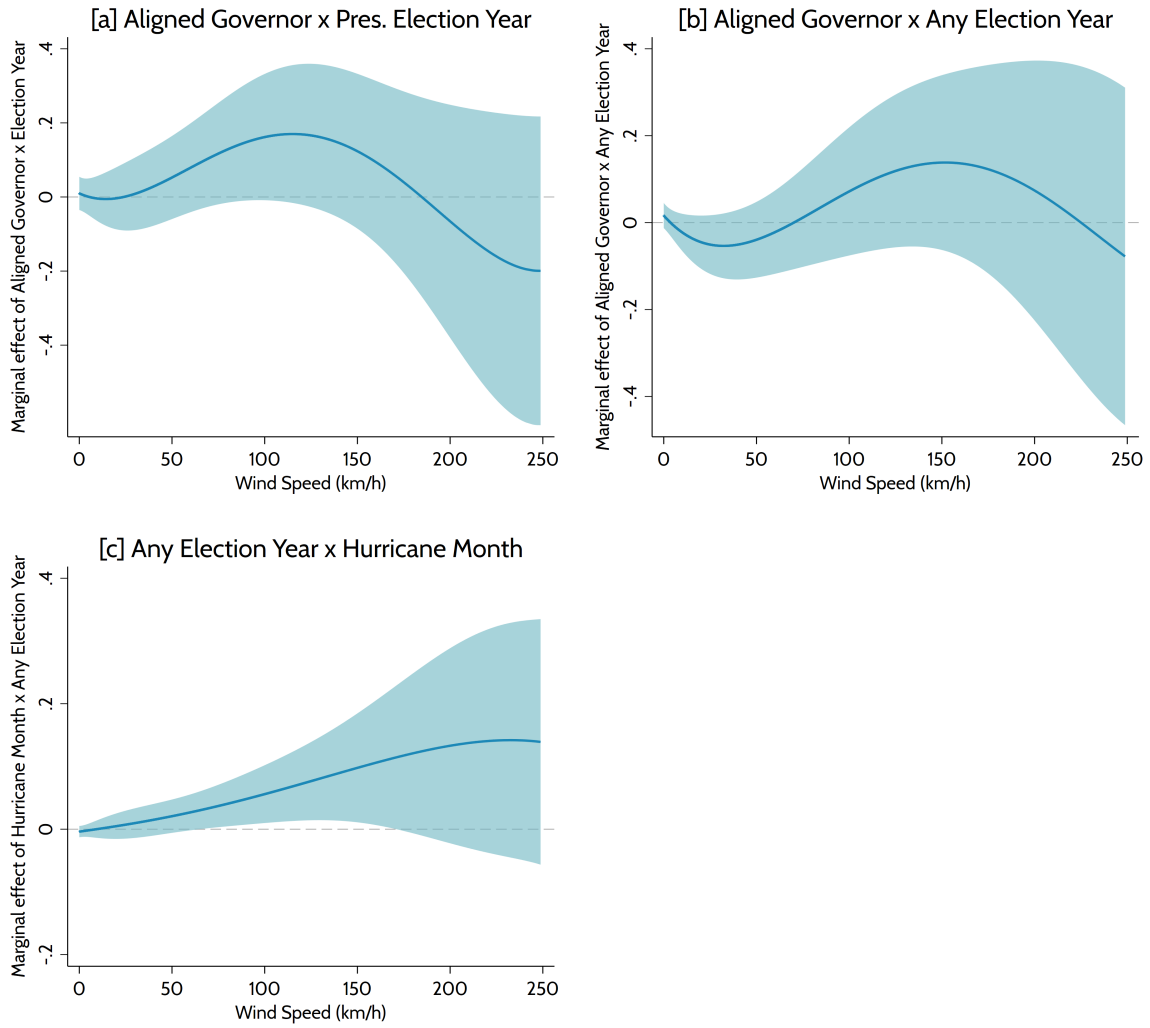 [a] Aligned Governor x Pres. Election Year
Marginal effect of Aligned Governor x Election Year
.4
.2
0
-.2
-.4
0 50 100 150 200 250
Wind Speed (km/h)
[b] Aligned Governor x Any Election Year
Marginal effect of Aligned Governor x Any Election Year
.4
.2
0
-.2
-.4
0 50 100 150 200 250
Wind Speed (km/h)
[c] Any Election Year x Hurricane Month
Marginal effect of Hurricane Month x Any Election Year
.4
.2
0
-.2
0 50 100 150 200 250
Wind Speed (km/h)